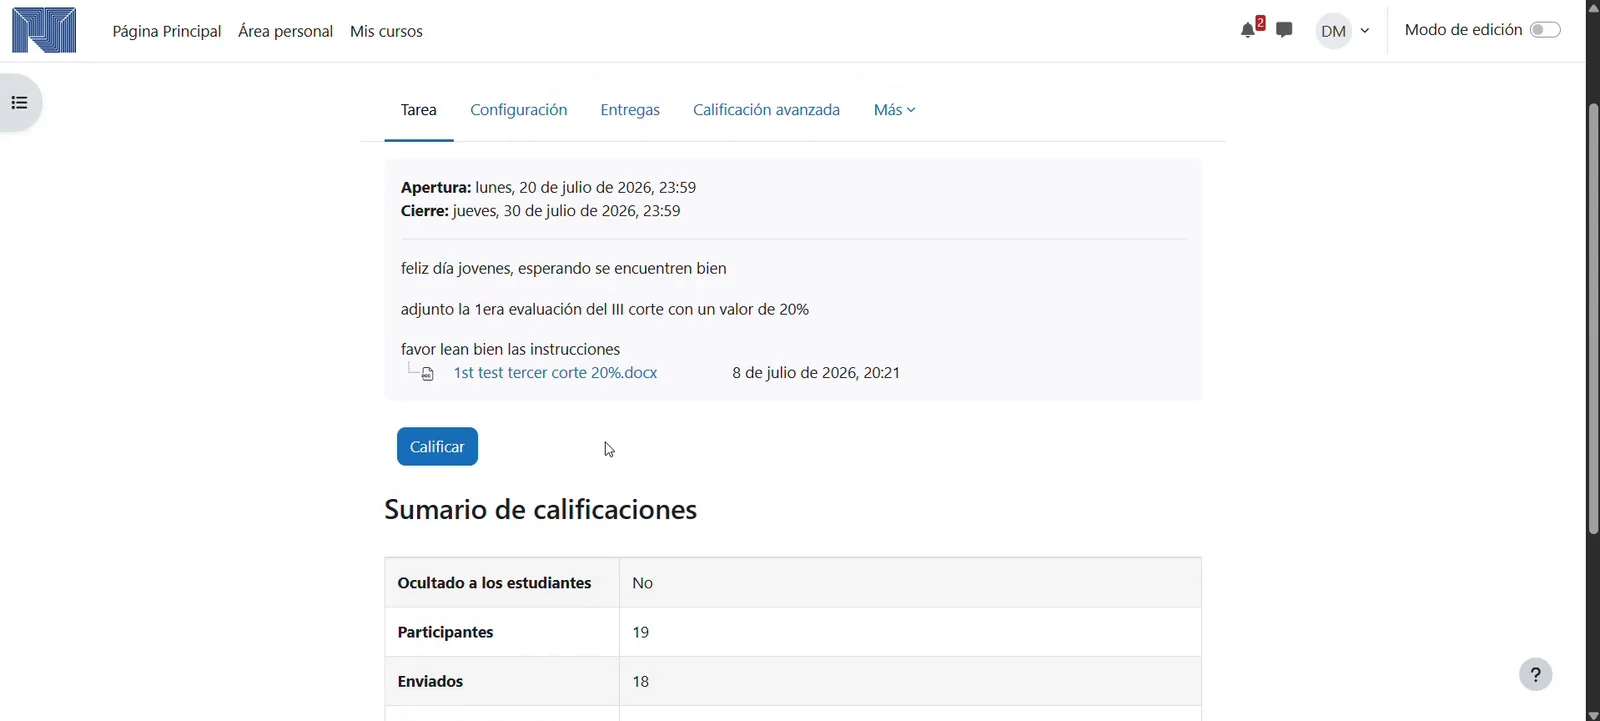 Página Principal Área personal Mis cursos
2
DM
Modo de edición
Tarea Configuración Entregas Calificación avanzada Más
Apertura: lunes, 20 de julio de 2026, 23:59
Cierre: jueves, 30 de julio de 2026, 23:59
feliz día jovenes, esperando se encuentren bien
adjunto la 1era evaluación del III corte con un valor de 20%
favor lean bien las instrucciones
1st test tercer corte 20%.docx 8 de julio de 2026, 20:21
Calificar
Sumario de calificaciones
Ocultado a los estudiantes No
Participantes 19
Enviados 18
?